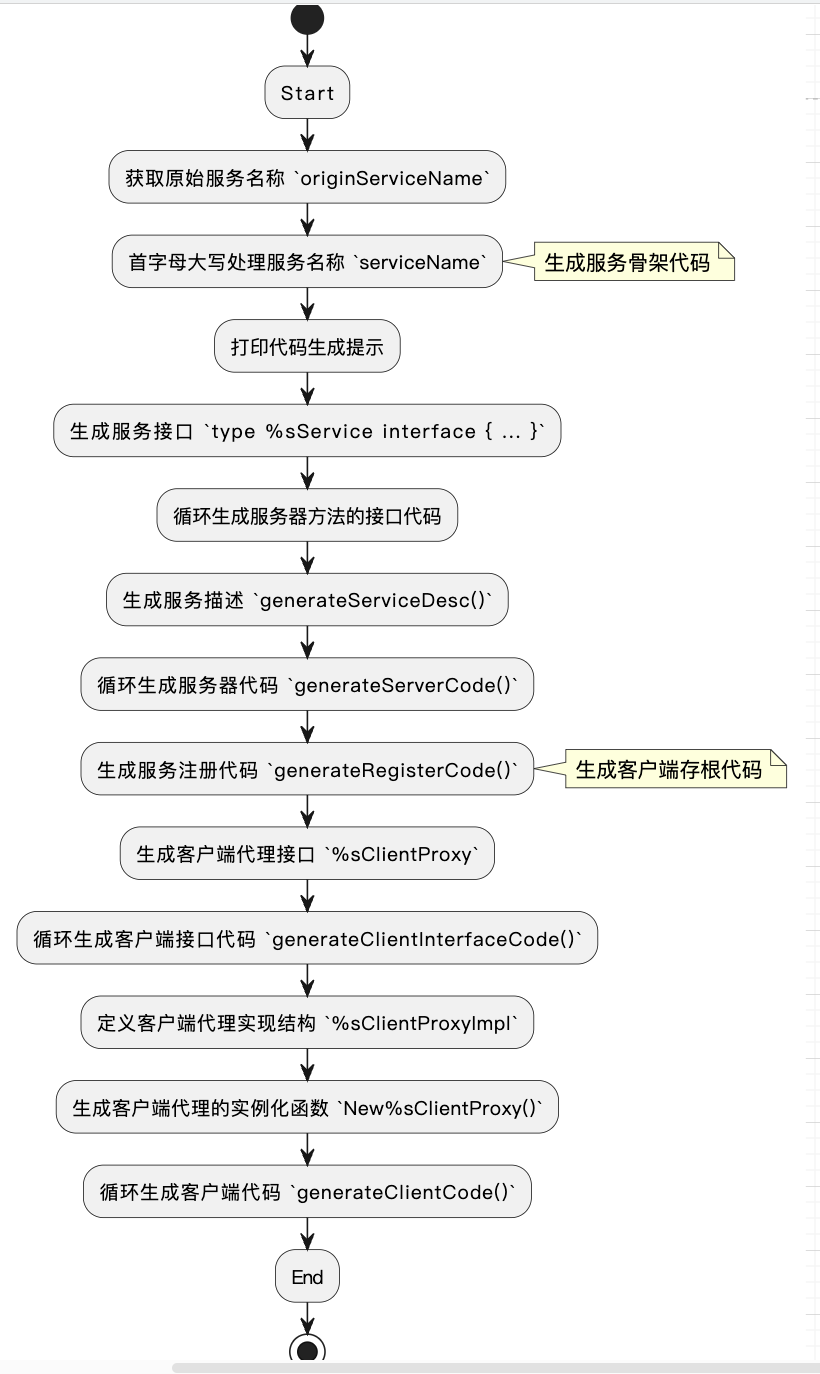 Start
获取原始服务名称 `originServiceName`
首字母大写处理服务名称 `serviceName`
生成服务骨架代码
打印代码生成提示
生成服务接口 `type %sService interface { ... }`
循环生成服务器方法的接口代码
生成服务描述 `generateServiceDesc()`
循环生成服务器代码 `generateServerCode()`
生成服务注册代码 `generateRegisterCode()`
生成客户端存根代码
生成客户端代理接口 `%sClientProxy`
循环生成客户端接口代码 `generateClientInterfaceCode()`
定义客户端代理实现结构 `%sClientProxyImpl`
生成客户端代理的实例化函数 `New%sClientProxy()`
循环生成客户端代码 `generateClientCode()`
End